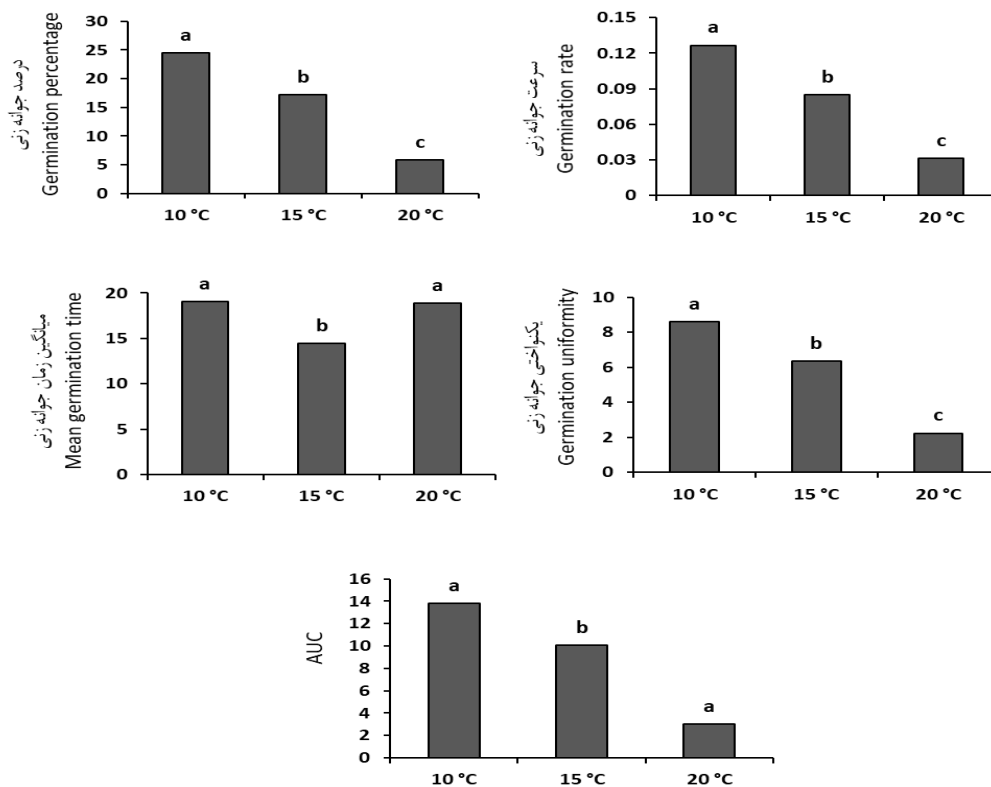 درصد جوانه زنی
Germination percentage
30
25
20
15
10
5
0
a
b
c
10 °C
15 °C
20 °C
سرعت جوانه زنی
Germination rate
0.15
0.12
0.09
0.06
0.03
0
a
b
c
10 °C
15 °C
20 °C
میانگین زمان جوانه زنی
Mean germination time
20
15
10
5
0
a
b
a
10 °C
15 °C
20 °C
یکنواختی جوانه زنی
Germination uniformity
10
8
6
4
2
0
a
b
c
10 °C
15 °C
20 °C
AUC
16
14
12
10
8
6
4
2
0
a
b
a
10 °C
15 °C
20 °C